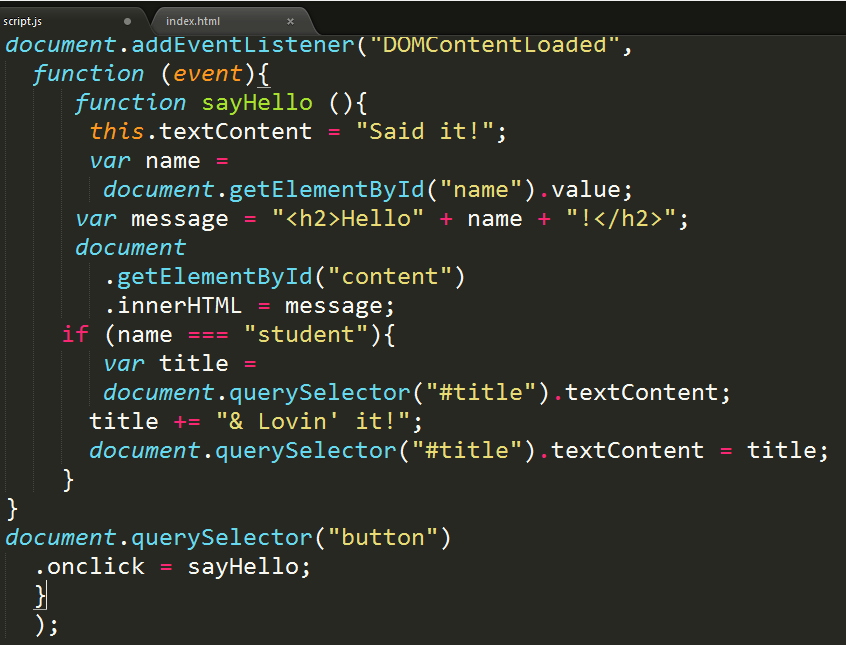 script.js
index.html ×
document.addEventListener("DOMContentLoaded",
function (event){
function sayHello (){
this.textContent = "Said it!";
var name =
document.getElementById("name").value;
var message = "<h2>Hello" + name + "!</h2>";
document
.getElementById("content")
.innerHTML = message;
if (name === "student"){
var title =
document.querySelector("#title").textContent;
title += "& Lovin' it!";
document.querySelector("#title").textContent = title;
}
}
document.querySelector("button")
.onclick = sayHello;
}
);